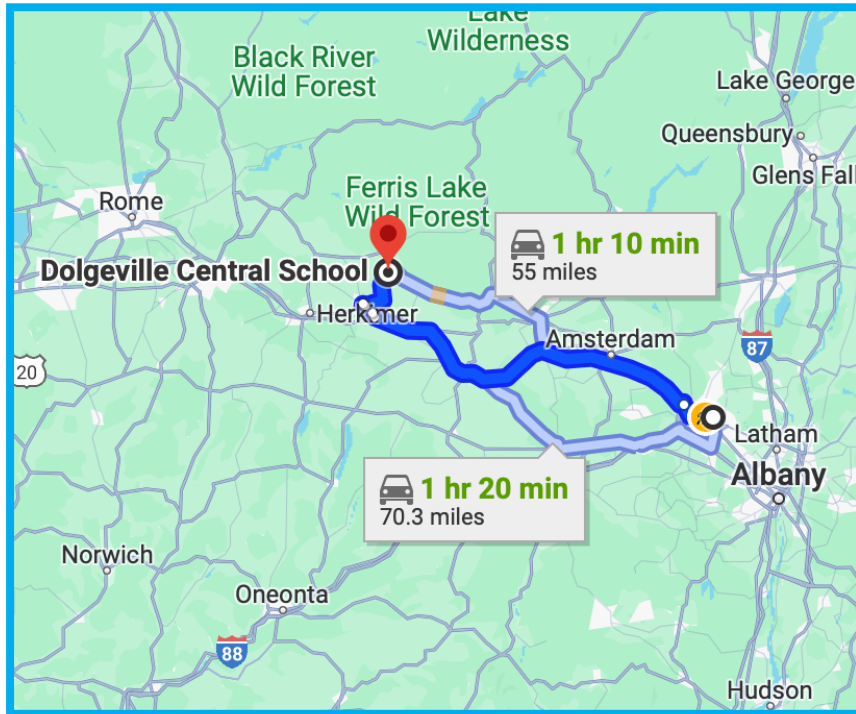 Lake
Wilderness
Black River
Wild Forest
Lake George
Queensbury
Glens Fall
Rome
Ferris Lake
Wild Forest
1 hr 10 min
55 miles
Dolgeville Central School
Herkimer
Amsterdam
87
20
Latham
Albany
1 hr 20 min
70.3 miles
Norwich
Oneonta
88
Hudson